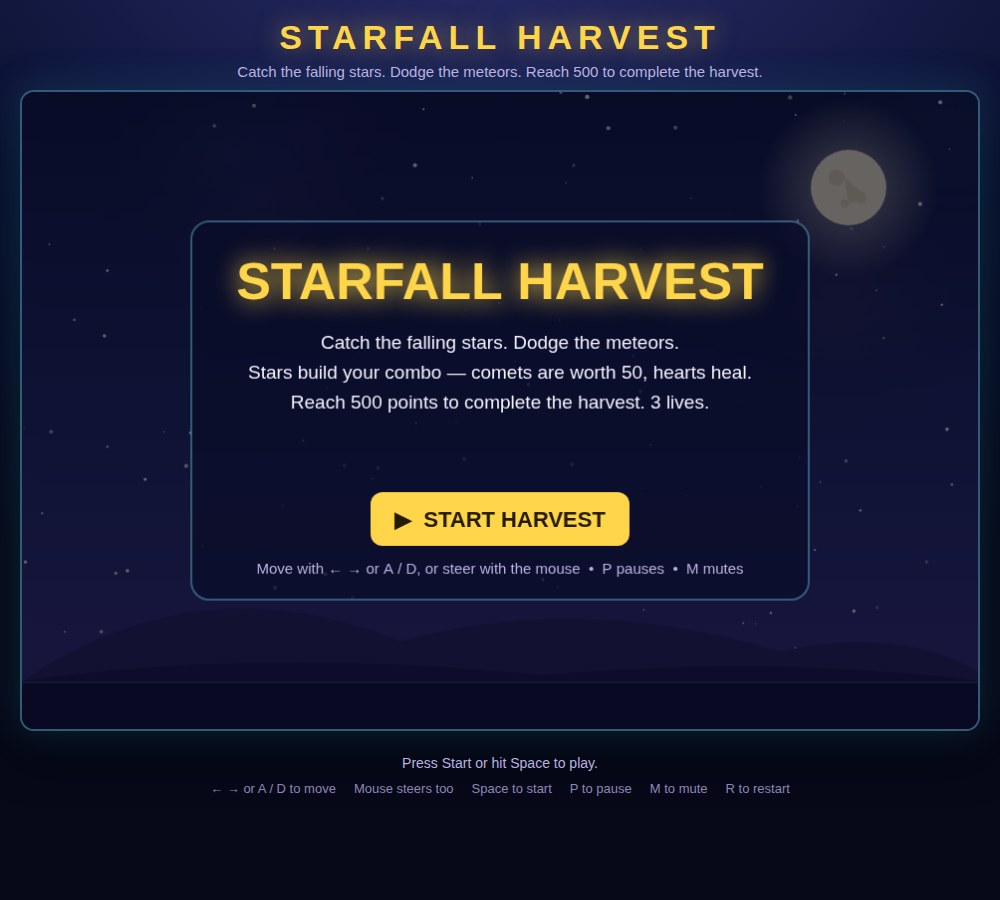 STARFALL HARVEST
Catch the falling stars. Dodge the meteors. Reach 500 to complete the harvest.
STARFALL HARVEST
Catch the falling stars. Dodge the meteors.
Stars build your combo — comets are worth 50, hearts heal.
Reach 500 points to complete the harvest. 3 lives.
▶ START HARVEST
Move with ← → or A / D, or steer with the mouse • P pauses • M mutes
Press Start or hit Space to play.
← → or A / D to move Mouse steers too Space to start P to pause M to mute R to restart